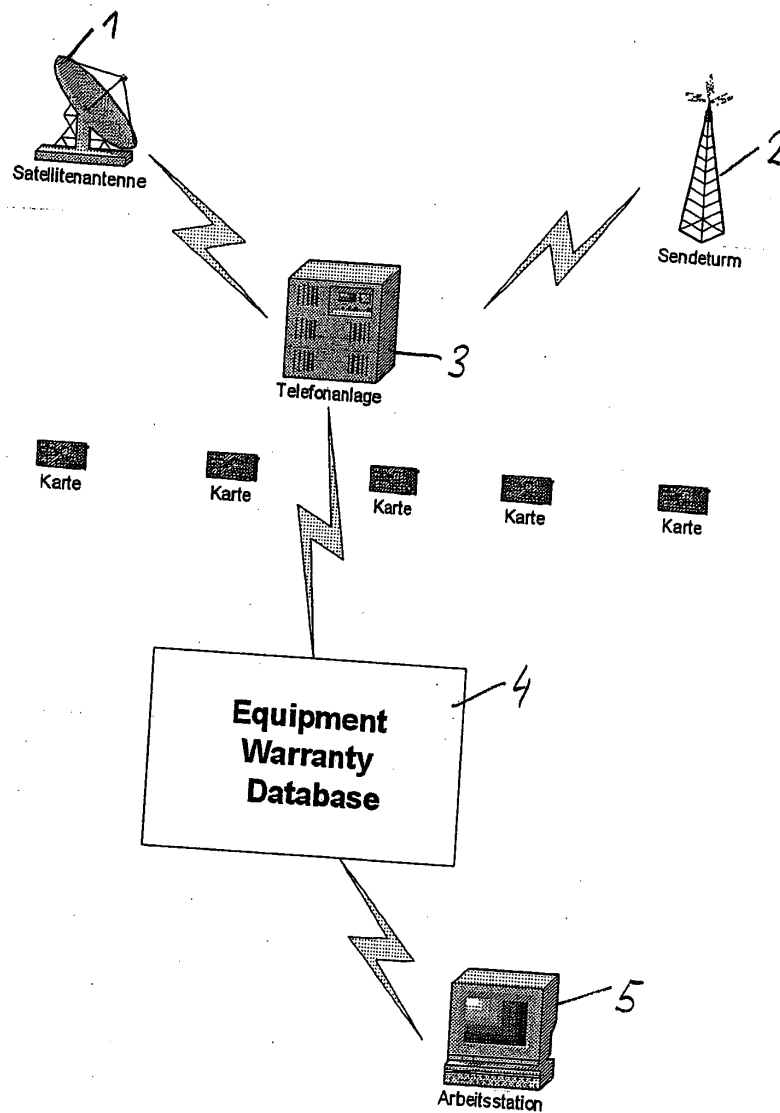 1
Satellitenantenne
2
Sendeturm
3
Telefonanlage
Karte
Karte
Karte
Karte
Karte
4
Equipment
Warranty
Database
5
Arbeitsstation